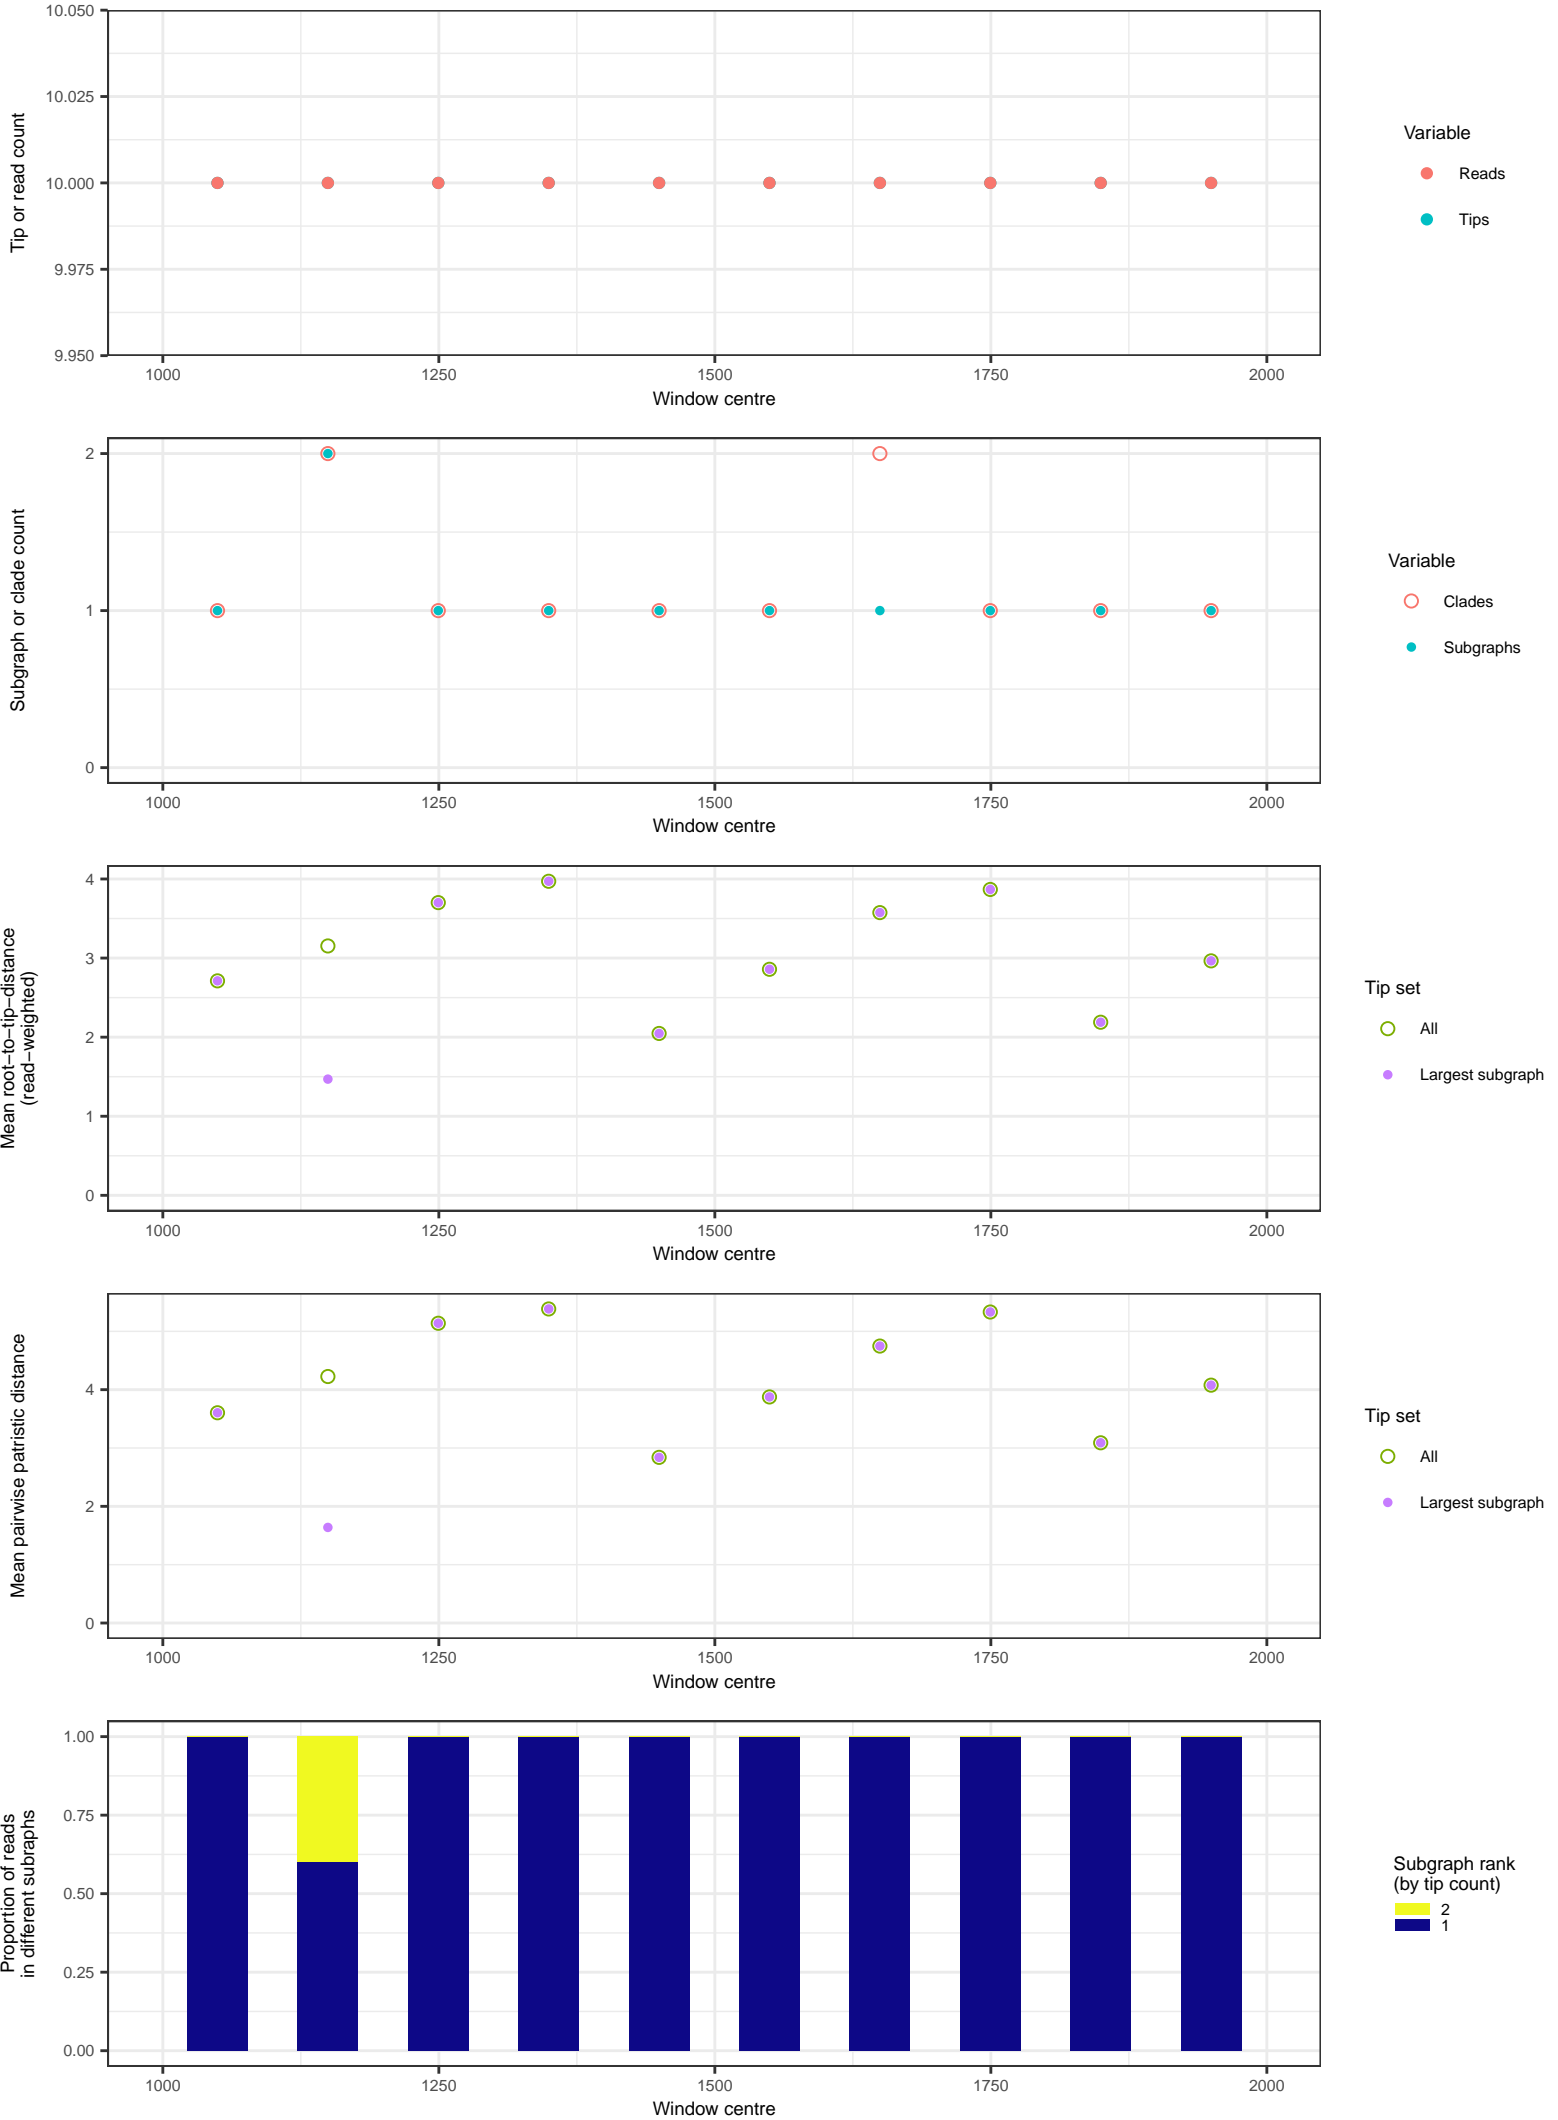 10.050
10.025
10.000
9.975
9.950
Tip or read count
1000 1250 1500 1750 2000
Window centre
Variable
Reads
Tips
2
1
0
Subgraph or clade count
1000 1250 1500 1750 2000
Window centre
Variable
Clades
Subgraphs
4
3
2
1
0
Mean root−to−tip−distance
(read−weighted)
1000 1250 1500 1750 2000
Window centre
Tip set
All
Largest subgraph
4
2
0
Mean pairwise patristic distance
1000 1250 1500 1750 2000
Window centre
Tip set
All
Largest subgraph
1.00
0.75
0.50
0.25
0.00
Proportion of reads
in different subraphs
1000 1250 1500 1750 2000
Window centre
Subgraph rank
(by tip count)
2
1